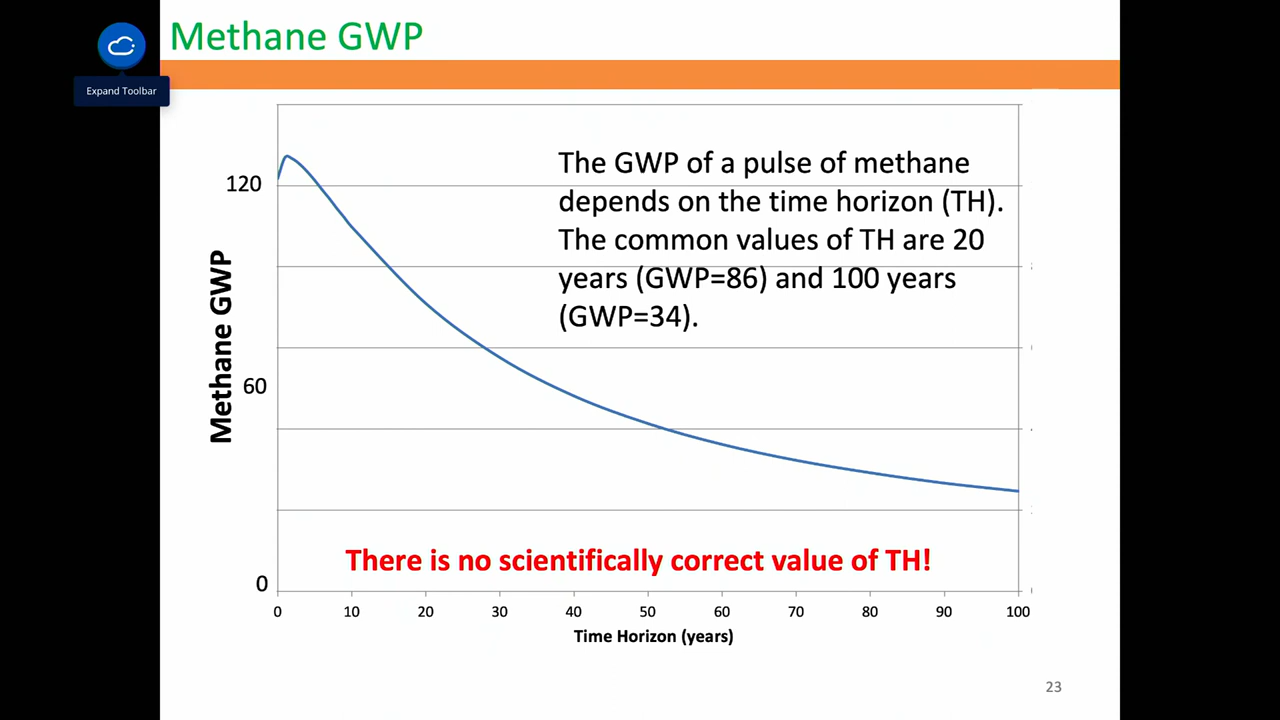 Methane GWP
Expand Toolbar
The GWP of a pulse of methane
depends on the time horizon (TH).
The common values of TH are 20
years (GWP=86) and 100 years
(GWP=34).
120
60
0
Methane GWP
There is no scientifically correct value of TH!
0 10 20 30 40 50 60 70 80 90 100
Time Horizon (years)
23